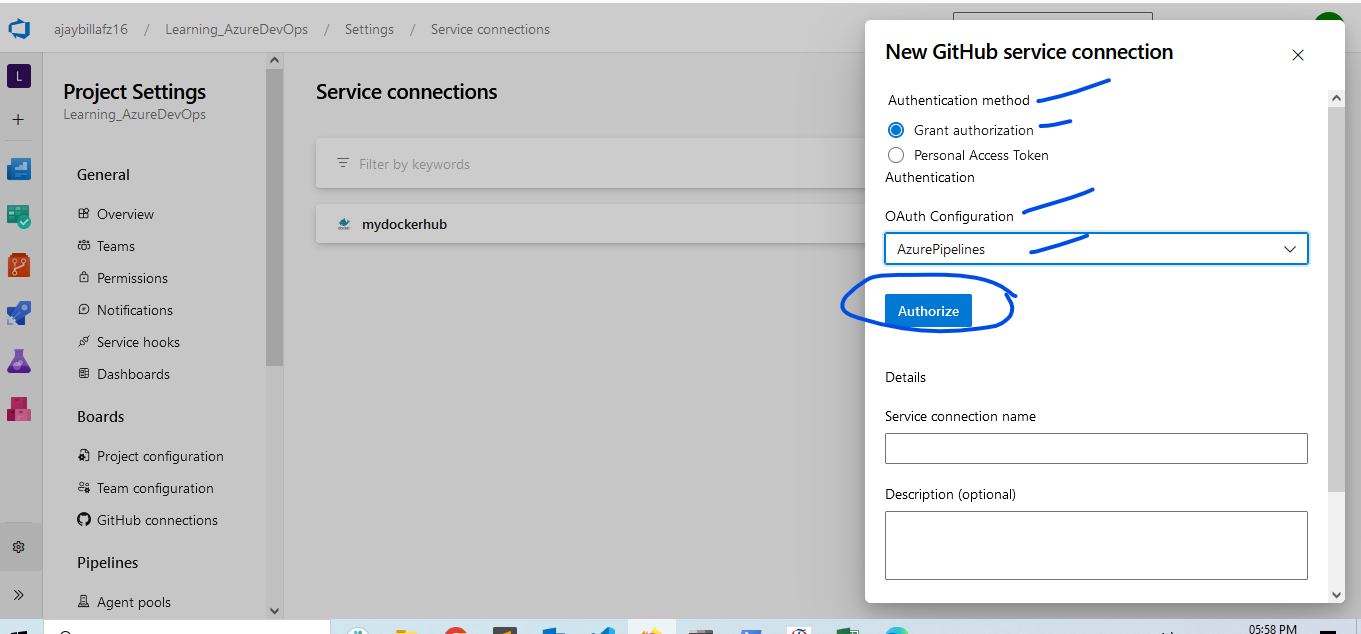 ajaybillafz16 / Learning_AzureDevOps / Settings / Service connections
L
Project Settings
Learning_AzureDevOps
General
Overview
Teams
Permissions
Notifications
Service hooks
Dashboards
Boards
Project configuration
Team configuration
GitHub connections
Pipelines
Agent pools
Service connections
Filter by keywords
mydockerhub
New GitHub service connection
Authentication method
Grant authorization
Personal Access Token
Authentication
OAuth Configuration
AzurePipelines
Authorize
Details
Service connection name
Description (optional)
05:58 PM